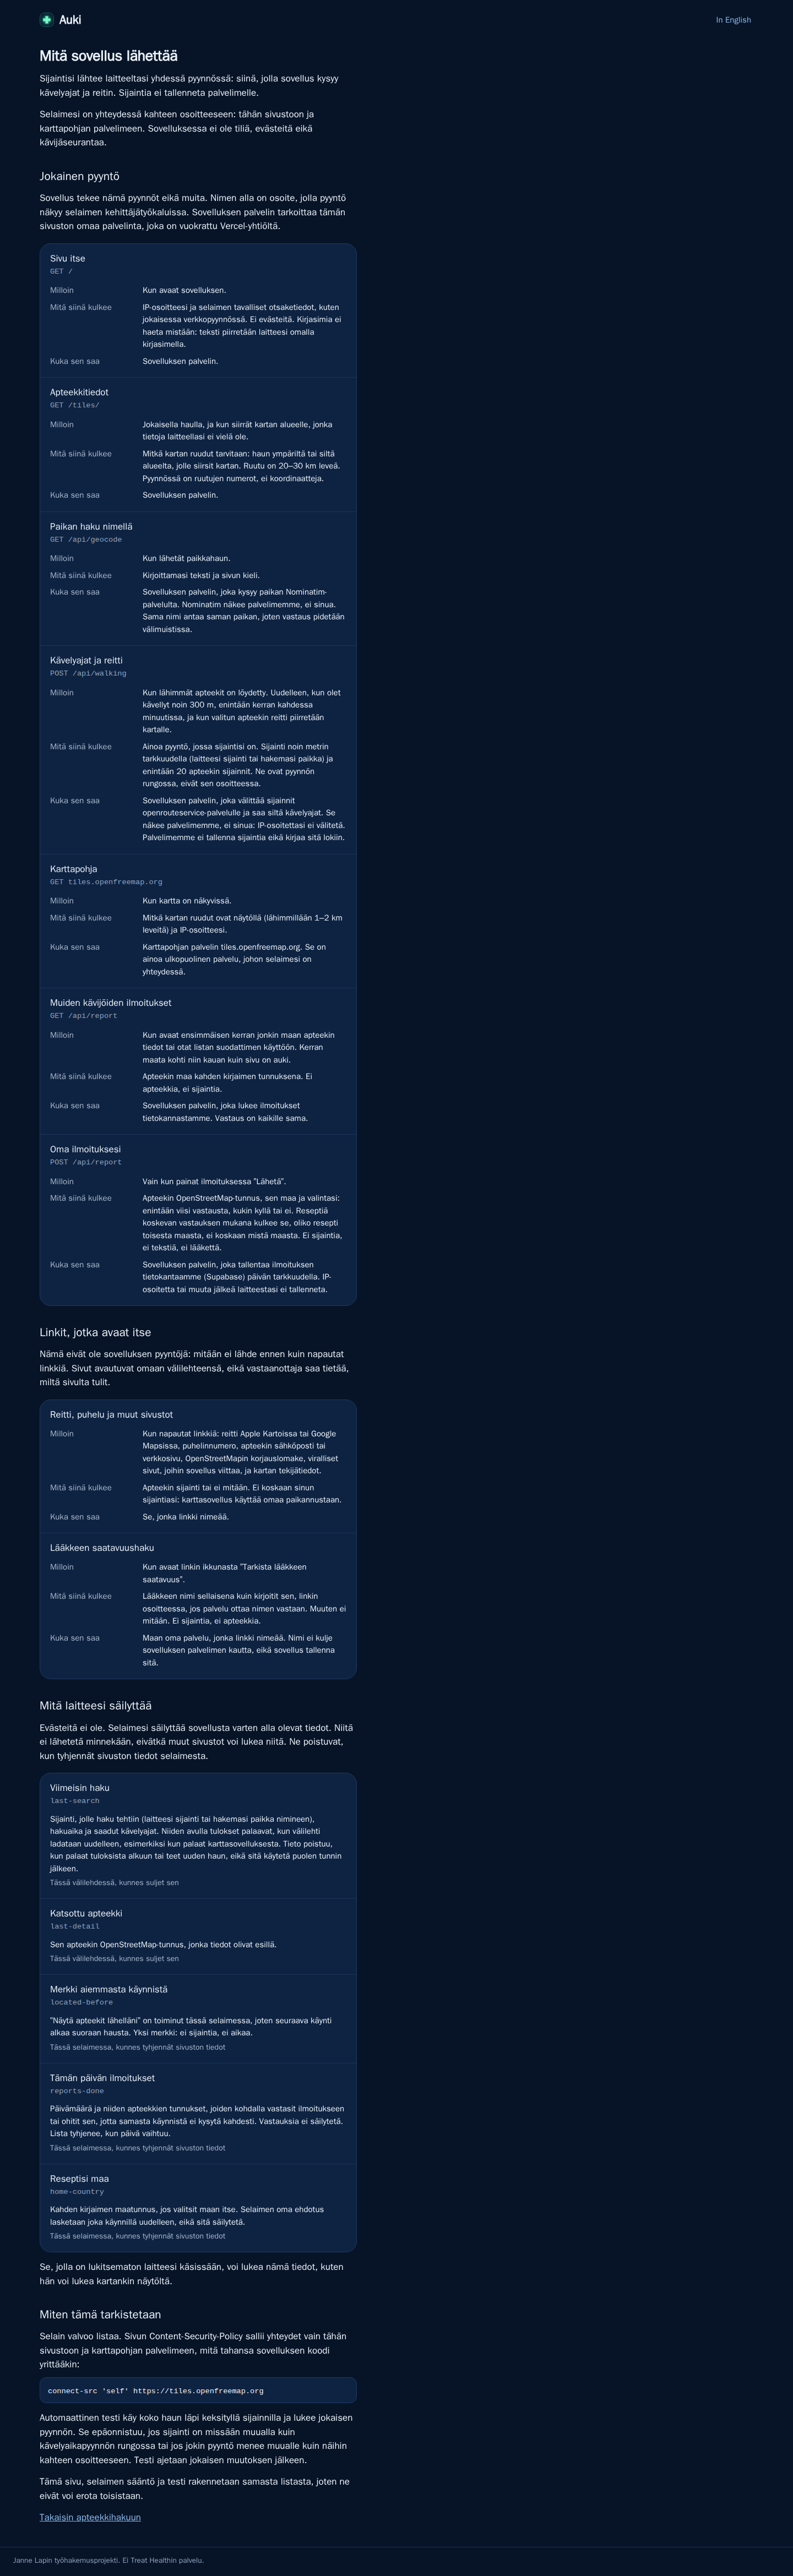 Auki
In English
Mitä sovellus lähettää
Sijaintisi lähtee laitteeltasi yhdessä pyynnössä: siinä, jolla sovellus kysyy
kävelyajat ja reitin. Sijaintia ei tallenneta palvelimelle.
Selaimesi on yhteydessä kahteen osoitteeseen: tähän sivustoon ja
karttapohjan palvelimeen. Sovelluksessa ei ole tiliä, evästeitä eikä
kävijäseurantaa.
Jokainen pyyntö
Sovellus tekee nämä pyynnöt eikä muita. Nimen alla on osoite, jolla pyyntö
näkyy selaimen kehittäjätyökaluissa. Sovelluksen palvelin tarkoittaa tämän
sivuston omaa palvelinta, joka on vuokrattu Vercel-yhtiöltä.
Sivu itse
GET /
Milloin
Kun avaat sovelluksen.
Mitä siinä kulkee
IP-osoitteesi ja selaimen tavalliset otsaketiedot, kuten
jokaisessa verkkopyynnössä. Ei evästeitä. Kirjasimia ei
haeta mistään: teksti piirretään laitteesi omalla
kirjasimella.
Kuka sen saa
Sovelluksen palvelin.
Apteekkitiedot
GET /tiles/
Milloin
Jokaisella haulla, ja kun siirrät kartan alueelle, jonka
tietoja laitteellasi ei vielä ole.
Mitä siinä kulkee
Mitkä kartan ruudut tarvitaan: haun ympäriltä tai siltä
alueelta, jolle siirsit kartan. Ruutu on 20–30 km leveä.
Pyynnössä on ruutujen numerot, ei koordinaatteja.
Kuka sen saa
Sovelluksen palvelin.
Paikan haku nimellä
GET /api/geocode
Milloin
Kun lähetät paikkahaun.
Mitä siinä kulkee
Kirjoittamasi teksti ja sivun kieli.
Kuka sen saa
Sovelluksen palvelin, joka kysyy paikan Nominatim-
palvelulta. Nominatim näkee palvelimemme, ei sinua.
Sama nimi antaa saman paikan, joten vastaus pidetään
välimuistissa.
Kävelyajat ja reitti
POST /api/walking
Milloin
Kun lähimmät apteekit on löydetty. Uudelleen, kun olet
kävellyt noin 300 m, enintään kerran kahdessa
minuutissa, ja kun valitun apteekin reitti piirretään
kartalle.
Mitä siinä kulkee
Ainoa pyyntö, jossa sijaintisi on. Sijainti noin metrin
tarkkuudella (laitteesi sijainti tai hakemasi paikka) ja
enintään 20 apteekin sijainnit. Ne ovat pyynnön
rungossa, eivät sen osoitteessa.
Kuka sen saa
Sovelluksen palvelin, joka välittää sijainnit
openrouteservice-palvelulle ja saa siltä kävelyajat. Se
näkee palvelimemme, ei sinua: IP-osoitettasi ei välitetä.
Palvelimemme ei tallenna sijaintia eikä kirjaa sitä lokiin.
Karttapohja
GET tiles.openfreemap.org
Milloin
Kun kartta on näkyvissä.
Mitä siinä kulkee
Mitkä kartan ruudut ovat näytöllä (lähimmillään 1–2 km
leveitä) ja IP-osoitteesi.
Kuka sen saa
Karttapohjan palvelin tiles.openfreemap.org. Se on
ainoa ulkopuolinen palvelu, johon selaimesi on
yhteydessä.
Muiden kävijöiden ilmoitukset
GET /api/report
Milloin
Kun avaat ensimmäisen kerran jonkin maan apteekin
tiedot tai otat listan suodattimen käyttöön. Kerran
maata kohti niin kauan kuin sivu on auki.
Mitä siinä kulkee
Apteekin maa kahden kirjaimen tunnuksena. Ei
apteekkia, ei sijaintia.
Kuka sen saa
Sovelluksen palvelin, joka lukee ilmoitukset
tietokannastamme. Vastaus on kaikille sama.
Oma ilmoituksesi
POST /api/report
Milloin
Vain kun painat ilmoituksessa "Lähetä".
Mitä siinä kulkee
Apteekin OpenStreetMap-tunnus, sen maa ja valintasi:
enintään viisi vastausta, kukin kyllä tai ei. Reseptiä
koskevan vastauksen mukana kulkee se, oliko resepti
toisesta maasta, ei koskaan mistä maasta. Ei sijaintia,
ei tekstiä, ei lääkettä.
Kuka sen saa
Sovelluksen palvelin, joka tallentaa ilmoituksen
tietokantaamme (Supabase) päivän tarkkuudella. IP-
osoitetta tai muuta jälkeä laitteestasi ei tallenneta.
Linkit, jotka avaat itse
Nämä eivät ole sovelluksen pyyntöjä: mitään ei lähde ennen kuin napautat
linkkiä. Sivut avautuvat omaan välilehteensä, eikä vastaanottaja saa tietää,
miltä sivulta tulit.
Reitti, puhelu ja muut sivustot
Milloin
Kun napautat linkkiä: reitti Apple Kartoissa tai Google
Mapsissa, puhelinnumero, apteekin sähköposti tai
verkkosivu, OpenStreetMapin korjauslomake, viralliset
sivut, joihin sovellus viittaa, ja kartan tekijätiedot.
Mitä siinä kulkee
Apteekin sijainti tai ei mitään. Ei koskaan sinun
sijaintiasi: karttasovellus käyttää omaa paikannustaan.
Kuka sen saa
Se, jonka linkki nimeää.
Lääkkeen saatavuushaku
Milloin
Kun avaat linkin ikkunasta "Tarkista lääkkeen
saatavuus".
Mitä siinä kulkee
Lääkkeen nimi sellaisena kuin kirjoitit sen, linkin
osoitteessa, jos palvelu ottaa nimen vastaan. Muuten ei
mitään. Ei sijaintia, ei apteekkia.
Kuka sen saa
Maan oma palvelu, jonka linkki nimeää. Nimi ei kulje
sovelluksen palvelimen kautta, eikä sovellus tallenna
sitä.
Mitä laitteesi säilyttää
Evästeitä ei ole. Selaimesi säilyttää sovellusta varten alla olevat tiedot. Niitä
ei lähetetä minnekään, eivätkä muut sivustot voi lukea niitä. Ne poistuvat,
kun tyhjennät sivuston tiedot selaimesta.
Viimeisin haku
last-search
Sijainti, jolle haku tehtiin (laitteesi sijainti tai hakemasi paikka nimineen),
hakuaika ja saadut kävelyajat. Niiden avulla tulokset palaavat, kun välilehti
ladataan uudelleen, esimerkiksi kun palaat karttasovelluksesta. Tieto poistuu,
kun palaat tuloksista alkuun tai teet uuden haun, eikä sitä käytetä puolen tunnin
jälkeen.
Tässä välilehdessä, kunnes suljet sen
Katsottu apteekki
last-detail
Sen apteekin OpenStreetMap-tunnus, jonka tiedot olivat esillä.
Tässä välilehdessä, kunnes suljet sen
Merkki aiemmasta käynnistä
located-before
"Näytä apteekit lähelläni" on toiminut tässä selaimessa, joten seuraava käynti
alkaa suoraan hausta. Yksi merkki: ei sijaintia, ei aikaa.
Tässä selaimessa, kunnes tyhjennät sivuston tiedot
Tämän päivän ilmoitukset
reports-done
Päivämäärä ja niiden apteekkien tunnukset, joiden kohdalla vastasit ilmoitukseen
tai ohitit sen, jotta samasta käynnistä ei kysytä kahdesti. Vastauksia ei säilytetä.
Lista tyhjenee, kun päivä vaihtuu.
Tässä selaimessa, kunnes tyhjennät sivuston tiedot
Reseptisi maa
home-country
Kahden kirjaimen maatunnus, jos valitsit maan itse. Selaimen oma ehdotus
lasketaan joka käynnillä uudelleen, eikä sitä säilytetä.
Tässä selaimessa, kunnes tyhjennät sivuston tiedot
Se, jolla on lukitsematon laitteesi käsissään, voi lukea nämä tiedot, kuten
hän voi lukea kartankin näytöltä.
Miten tämä tarkistetaan
Selain valvoo listaa. Sivun Content-Security-Policy sallii yhteydet vain tähän
sivustoon ja karttapohjan palvelimeen, mitä tahansa sovelluksen koodi
yrittääkin:
connect-src 'self' https://tiles.openfreemap.org
Automaattinen testi käy koko haun läpi keksityllä sijainnilla ja lukee jokaisen
pyynnön. Se epäonnistuu, jos sijainti on missään muualla kuin
kävelyaikapyynnön rungossa tai jos jokin pyyntö menee muualle kuin näihin
kahteen osoitteeseen. Testi ajetaan jokaisen muutoksen jälkeen.
Tämä sivu, selaimen sääntö ja testi rakennetaan samasta listasta, joten ne
eivät voi erota toisistaan.
Takaisin apteekkihakuun
Janne Lapin työhakemusprojekti. Ei Treat Healthin palvelu.